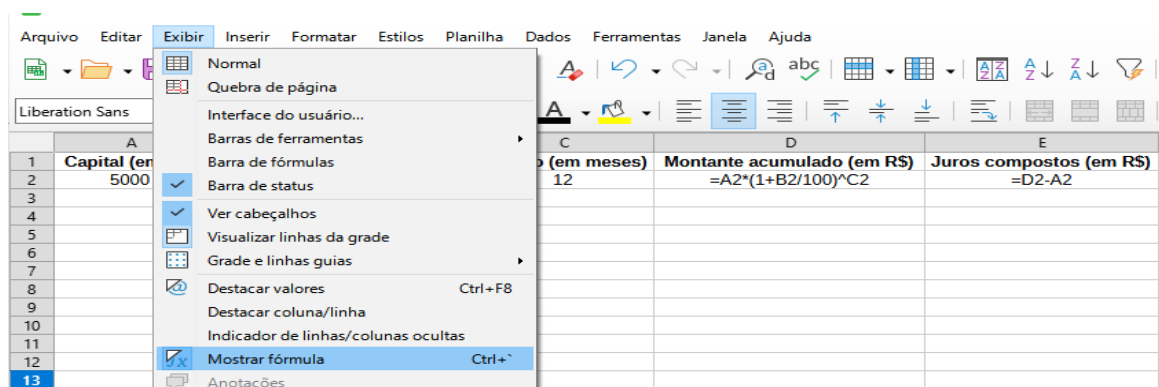 Arquivo Editar Exibir Inserir Formatar Estilos Planilha Dados Ferramentas Janela Ajuda
Normal
Quebra de página
Liberation Sans
Interface do usuário...
Barras de ferramentas
Barra de fórmulas
Barra de status
Ver cabeçalhos
Visualizar linhas da grade
Grade e linhas guias
Destacar valores Ctrl+F8
Destacar coluna/linha
Indicador de linhas/colunas ocultas
Mostrar fórmula Ctrl+`
Anotações
A C D E
1 Capital (en o (em meses) Montante acumulado (em R$) Juros compostos (em R$)
2 5000 12 =A2*(1+B2/100)^C2 =D2-A2
3
4
5
6
7
8
9
10
11
12
13